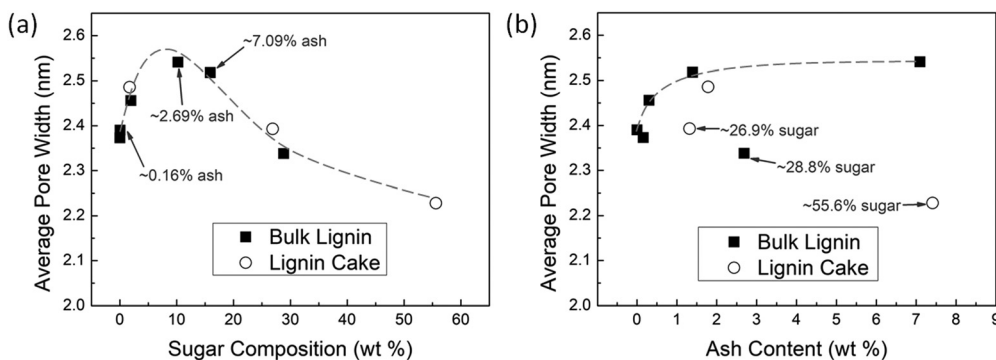 (a)
Average Pore Width (nm)
2.6
2.5
2.4
2.3
2.2
2.1
2.0
~7.09% ash
~2.69% ash
~0.16% ash
Bulk Lignin
Lignin Cake
0 10 20 30 40 50 60
Sugar Composition (wt %)
(b)
Average Pore Width (nm)
2.6
2.5
2.4
2.3
2.2
2.1
2.0
~26.9% sugar
~28.8% sugar
~55.6% sugar
Bulk Lignin
Lignin Cake
0 1 2 3 4 5 6 7 8 9
Ash Content (wt %)